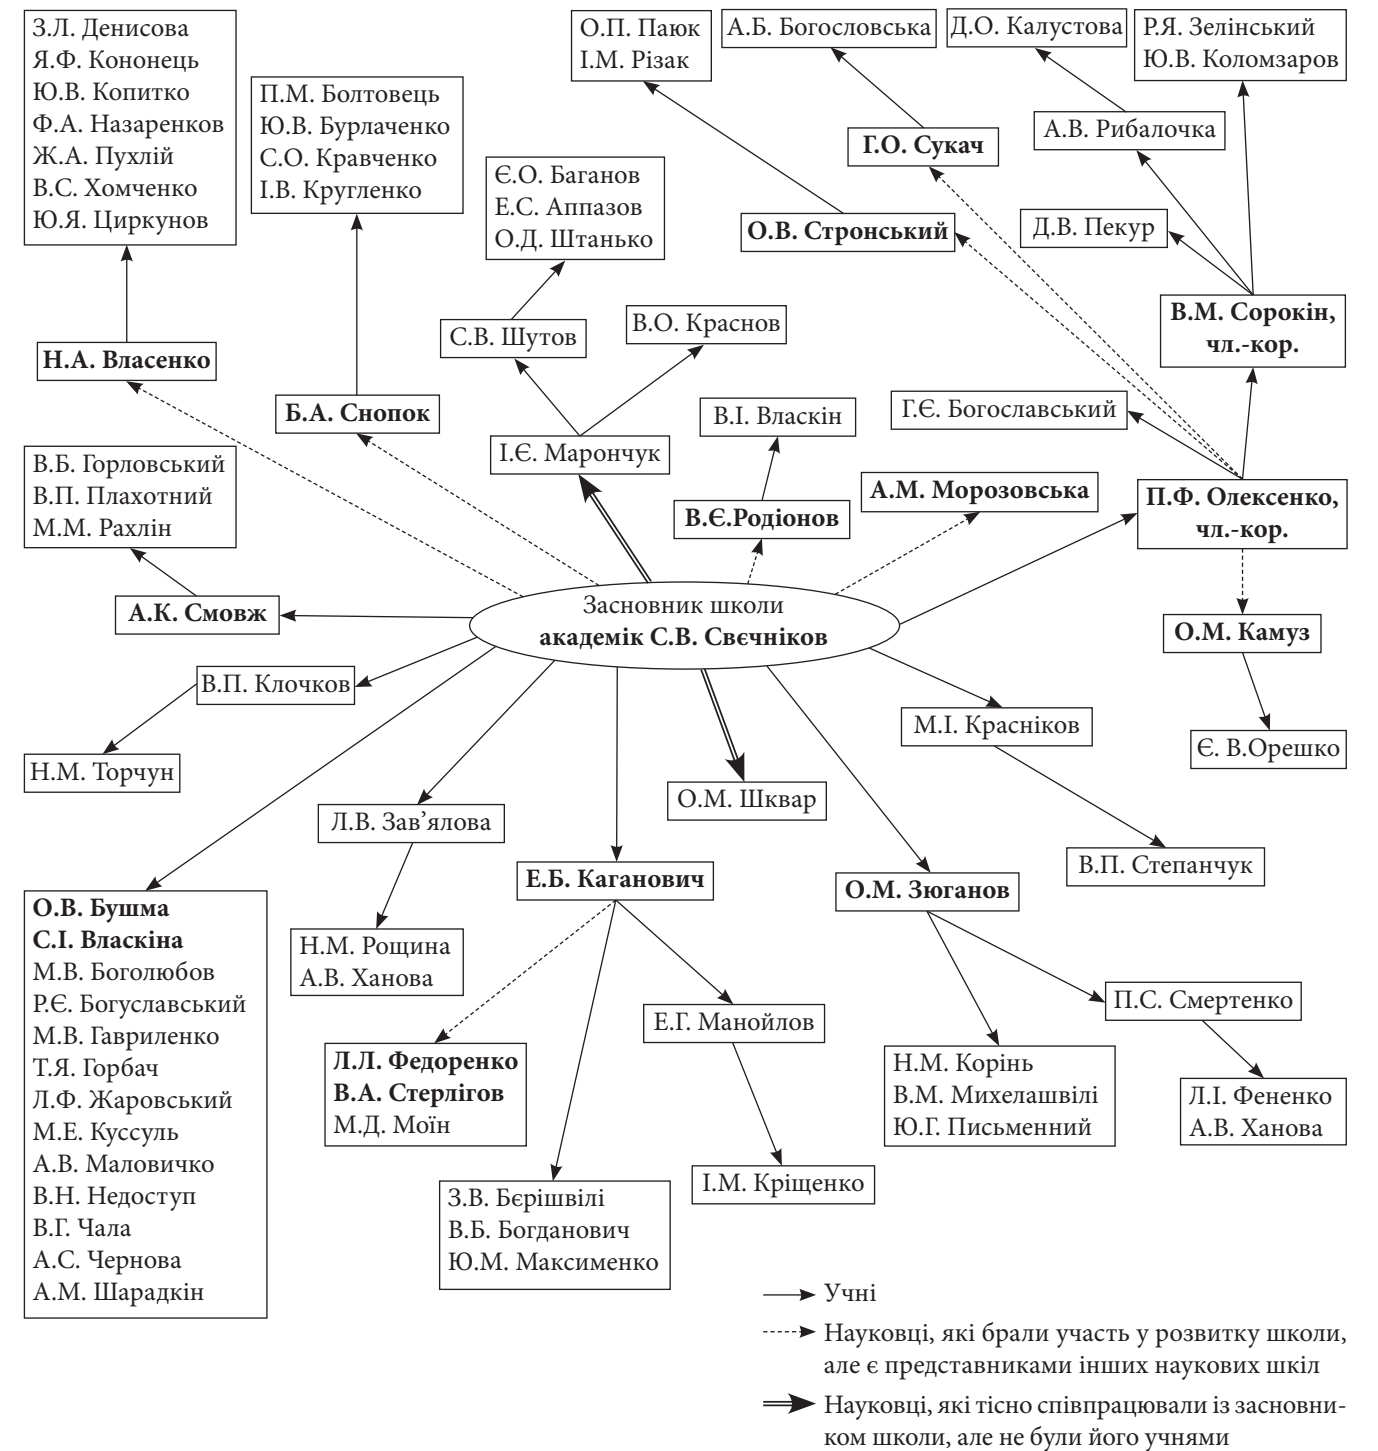 З.Л. Денисова
Я.Ф. Кононець
Ю.В. Копитко
Ф.А. Назаренков
Ж.А. Пухлій
В.С. Хомченко
Ю.Я. Циркунов
П.М. Болтовець
Ю.В. Бурлаченко
С.О. Кравченко
І.В. Кругленко
Є.О. Баганов
Е.С. Аппазов
О.Д. Штанько
О.П. Паюк
І.М. Різак
А.Б. Богословська
Д.О. Калустова
Р.Я. Зелінський
Ю.В. Коломзаров
Г.О. Сукач
А.В. Рибалочка
О.В. Стронський
Д.В. Пекур
В.М. Сорокін,
чл.-кор.
Н.А. Власенко
Б.А. Снопок
С.В. Шутов
В.О. Краснов
І.Є. Марончук
В.І. Власкін
Г.Є. Богославський
В.Є.Родіонов
А.М. Морозовська
П.Ф. Олексенко,
чл.-кор.
В.Б. Горловський
В.П. Плахотний
М.М. Рахлін
А.К. Смовж
Засновник школи
академік С.В. Свєчніков
О.М. Камуз
В.П. Клочков
Н.М. Торчун
М.І. Красніков
Є. В.Орешко
О.М. Шквар
Л.В. Зав’ялова
В.П. Степанчук
Е.Б. Каганович
О.М. Зюганов
О.В. Бушма
С.І. Власкіна
М.В. Боголюбов
Р.Є. Богуславський
М.В. Гавриленко
Т.Я. Горбач
Л.Ф. Жаровський
М.Е. Куссуль
А.В. Маловичко
В.Н. Недоступ
В.Г. Чала
А.С. Чернова
А.М. Шарадкін
Н.М. Рощина
А.В. Ханова
Л.Л. Федоренко
В.А. Стерлігов
М.Д. Моїн
Е.Г. Манойлов
П.С. Смертенко
Н.М. Корінь
В.М. Михелашвілі
Ю.Г. Письменний
Л.І. Фененко
А.В. Ханова
З.В. Бєрішвілі
В.Б. Богданович
Ю.М. Максименко
І.М. Кріщенко
Учні
Науковці, які брали участь у розвитку школи,
але є представниками інших наукових шкіл
Науковці, які тісно співпрацювали із засновни-
ком школи, але не були його учнями